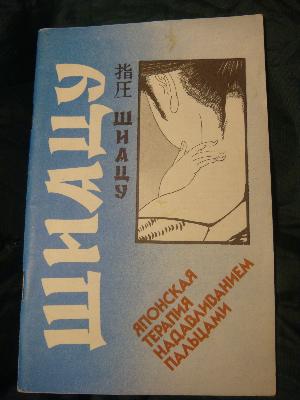 ШИАЦУ
指圧
ШИАЦУ
ЯПОНСКАЯ
ТЕРАПИЯ
НАДАВЛИВАНИЕМ
ПАЛЬЦАМИ